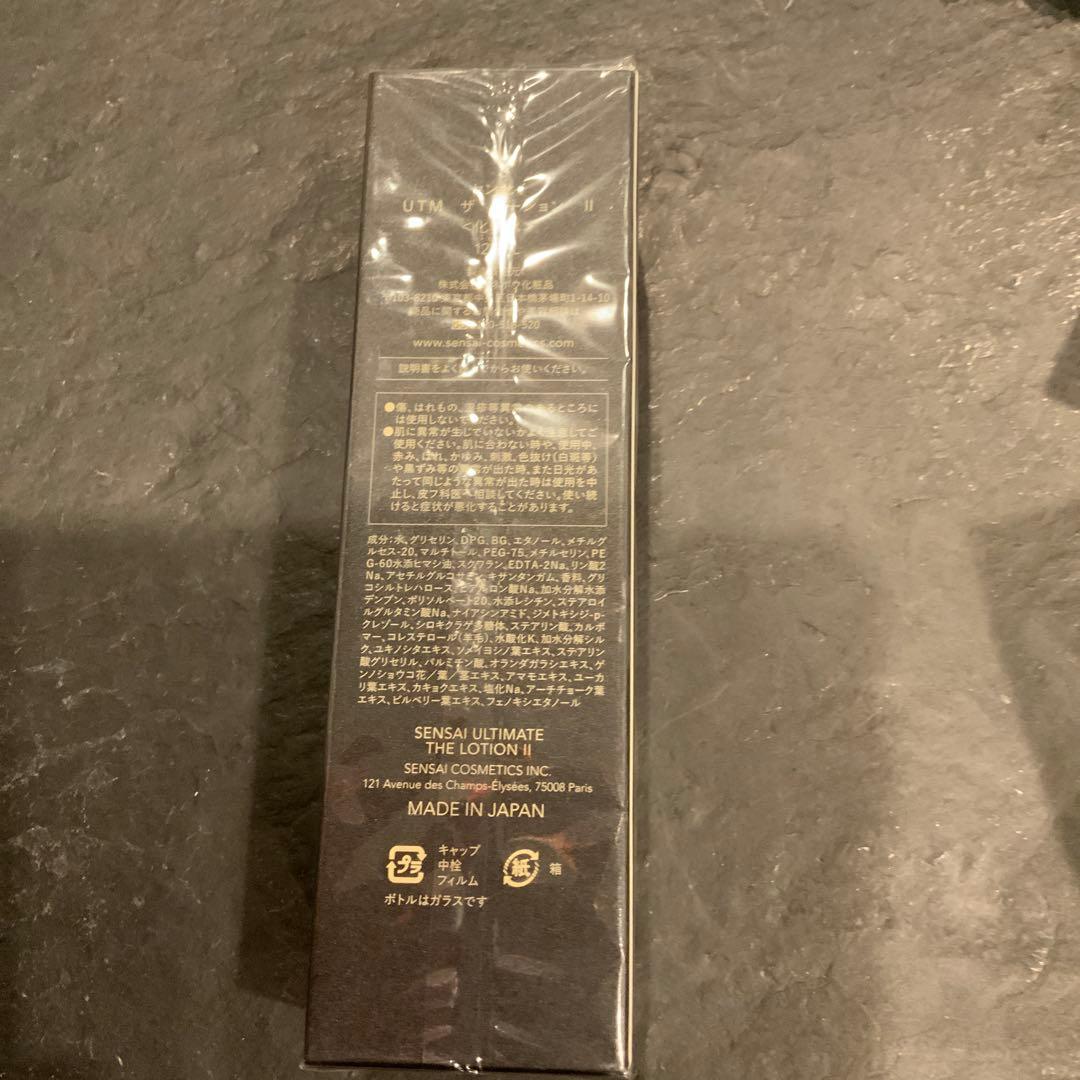 UTM ザ ション II
株式会社 ボウ化粧品
1-14-10
www.sensai-cosmetics.com
説明書をよく からお使いください。
●傷、はれもの、 等異 るところに
は使用しないでください。
●肌に異常が生じていないか してご
使用ください。肌に合わない時や、使用中、
赤み、はれ、かゆみ、刺激、色抜け(白斑等)
や黒ずみ等の異常が出た時、また日光があ
たって同じような異常が出た時は使用を中
止し、皮フ科医へ相談してください。使い続
けると症状が悪化することがあります。
成分:水、グリセリン、DPG、BG、エタノール、メチルグ
ルセス-20、マルチトール、PEG-75、メチルセリン、PE
G-60水添ヒマシ油、スクワラン、EDTA-2Na、リン酸2
Na、アセチルグルコサミン、キサンタンガム、香料、グリ
コシルトレハロース、ヒアルロン酸Na、加水分解水添
デンプン、ポリソルベート20、水添レシチン、ステアロイ
ルグルタミン酸Na、ナイアシンアミド、ジメトキシジ-p-
クレゾール、シロキクラゲ多糖体、ステアリン酸、カルボ
マー、コレステロール(羊毛)、水酸化K、加水分解シル
ク、ユキノシタエキス、ソメイヨシノ葉エキス、ステアリン
酸グリセリル、パルミチン酸、オランダガラシエキス、ゲ
ンノショウコ花/葉/茎エキス、アマモエキス、ユーカ
リ葉エキス、カキョクエキス、塩化Na、アーチチョーク葉
エキス、ビルベリー葉エキス、フェノキシエタノール
SENSAI ULTIMATE
THE LOTION II
SENSAI COSMETICS INC.
121 Avenue des Champs-Élysées, 75008 Paris
MADE IN JAPAN
プラ キャップ
中栓
フィルム
紙 箱
ボトルはガラスです